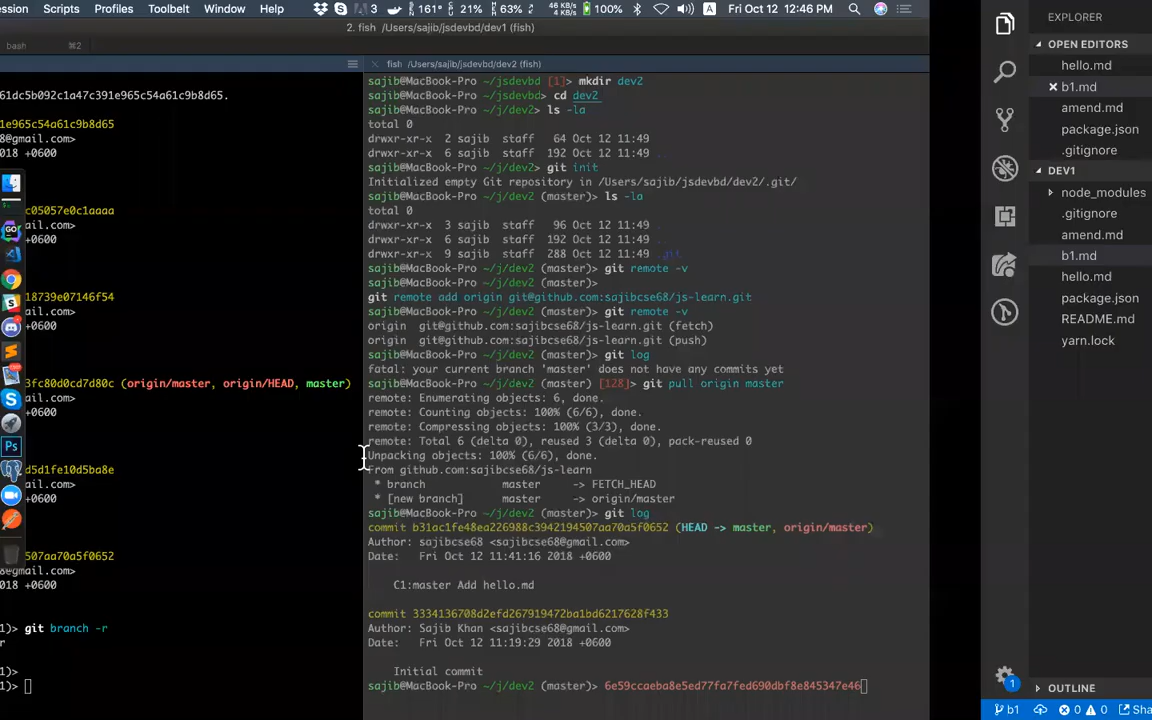 ession Scripts Profiles Toolbelt Window Help 3 161° 21% 63% 46 KB/s 8 KB/s 100% A Fri Oct 12 12:46 PM
2. fish /Users/sajib/jsdevbd/dev1 (fish)
bash ⌘2
fish /Users/sajib/jsdevbd/dev2 (fish)
61dc5b092c1a47c391e965c54a61c9b8d65.
1e965c54a61c9b8d65
8@gmail.com>
018 +0600
c05057e0c1aaaa
ail.com>
+0600
18739e07146f54
ail.com>
+0600
3fc80d0cd7d80c (origin/master, origin/HEAD, master)
ail.com>
+0600
d5d1fe10d5ba8e
ail.com>
+0600
507aa70a5f0652
8@gmail.com>
018 +0600
1)> git branch -r
r
1)>
1)>
sajib@MacBook-Pro ~/jsdevbd [1]> mkdir dev2
sajib@MacBook-Pro ~/jsdevbd> cd dev2
sajib@MacBook-Pro ~/j/dev2> ls -la
total 0
drwxr-xr-x 2 sajib staff 64 Oct 12 11:49 .
drwxr-xr-x 6 sajib staff 192 Oct 12 11:49 ..
sajib@MacBook-Pro ~/j/dev2> git init
Initialized empty Git repository in /Users/sajib/jsdevbd/dev2/.git/
sajib@MacBook-Pro ~/j/dev2 (master)> ls -la
total 0
drwxr-xr-x 3 sajib staff 96 Oct 12 11:49 .
drwxr-xr-x 6 sajib staff 192 Oct 12 11:49 ..
drwxr-xr-x 9 sajib staff 288 Oct 12 11:49 .git
sajib@MacBook-Pro ~/j/dev2 (master)> git remote -v
sajib@MacBook-Pro ~/j/dev2 (master)>
git remote add origin git@github.com:sajibcse68/js-learn.git
sajib@MacBook-Pro ~/j/dev2 (master)> git remote -v
origin git@github.com:sajibcse68/js-learn.git (fetch)
origin git@github.com:sajibcse68/js-learn.git (push)
sajib@MacBook-Pro ~/j/dev2 (master)> git log
fatal: your current branch 'master' does not have any commits yet
sajib@MacBook-Pro ~/j/dev2 (master) [128]> git pull origin master
remote: Enumerating objects: 6, done.
remote: Counting objects: 100% (6/6), done.
remote: Compressing objects: 100% (3/3), done.
remote: Total 6 (delta 0), reused 3 (delta 0), pack-reused 0
Unpacking objects: 100% (6/6), done.
From github.com:sajibcse68/js-learn
* branch master -> FETCH_HEAD
* [new branch] master -> origin/master
sajib@MacBook-Pro ~/j/dev2 (master)> git log
commit b31ac1fe48ea226988c3942194507aa70a5f0652 (HEAD -> master, origin/master)
Author: sajibcse68 <sajibcse68@gmail.com>
Date: Fri Oct 12 11:41:16 2018 +0600
C1:master Add hello.md
commit 3334136708d2efd267919472ba1bd6217628f433
Author: Sajib Khan <sajibcse68@gmail.com>
Date: Fri Oct 12 11:19:29 2018 +0600
Initial commit
sajib@MacBook-Pro ~/j/dev2 (master)> 6e59ccaeba8e5ed77fa7fed690dbf8e845347e46
EXPLORER
OPEN EDITORS
hello.md
b1.md
amend.md
package.json
.gitignore
DEV1
node_modules
.gitignore
amend.md
b1.md
hello.md
package.json
README.md
yarn.lock
OUTLINE
1
b1 0 0 Sha